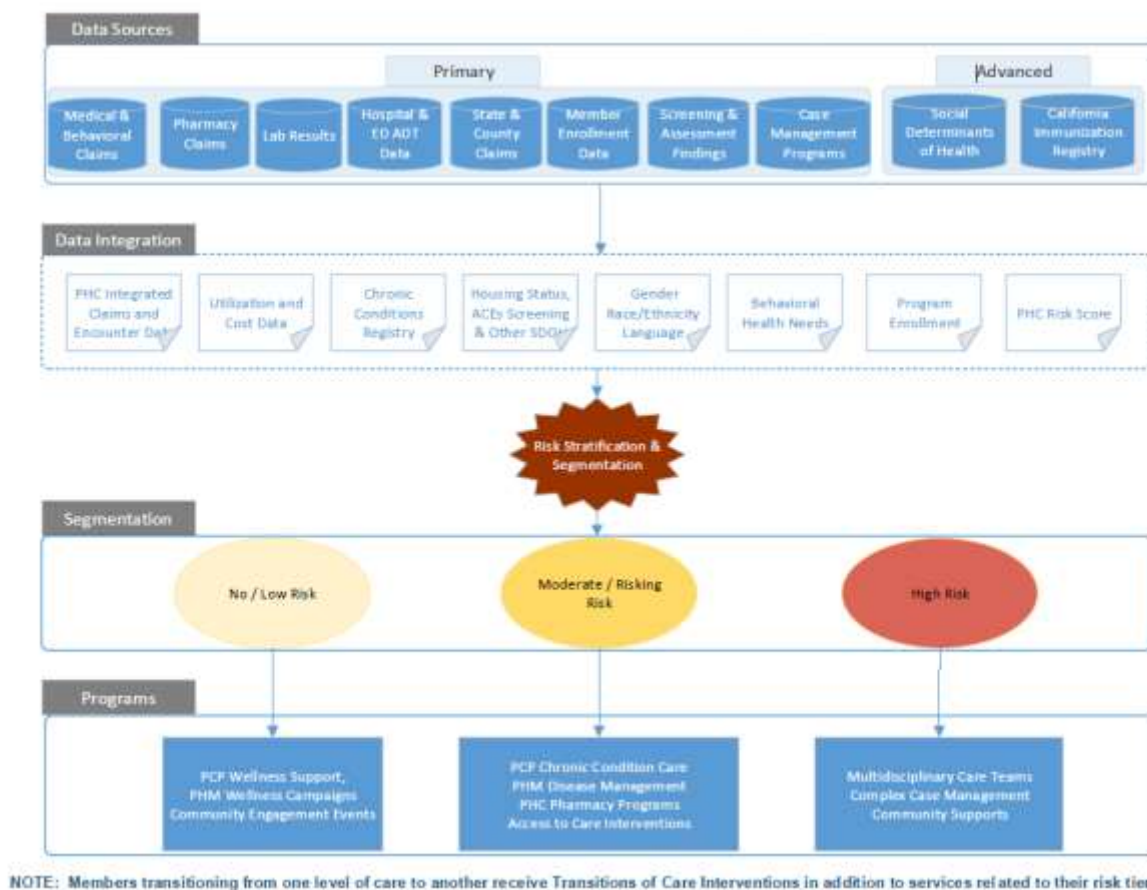 Data Sources
Primary
Advanced
Medical &
Behavioral
Claims
Pharmacy
Claims
Lab Results
Hospital &
ED ADT
Data
State &
County
Claims
Member
Enrollment
Data
Screening &
Assessment
Findings
Case
Management
Programs
Social
Determinants
of Health
California
Immunization
Registry
Data Integration
PHC Integrated
Claims and
Encounter Data
Utilization and
Cost Data
Chronic
Conditions
Registry
Housing Status,
ACEs Screening
& Other SDOH
Gender
Race/Ethnicity
Language
Behavioral
Health Needs
Program
Enrollment
PHC Risk Score
Risk Stratification &
Segmentation
Segmentation
No / Low Risk
Moderate / Risking
Risk
High Risk
Programs
PCP Wellness Support,
PHM Wellness Campaigns
Community Engagement Events
PCP Chronic Condition Care
PHM Disease Management
PHC Pharmacy Programs
Access to Care Interventions
Multidisciplinary Care Teams
Complex Case Management
Community Supports
NOTE: Members transitioning from one level of care to another receive Transitions of Care Interventions in addition to services related to their risk